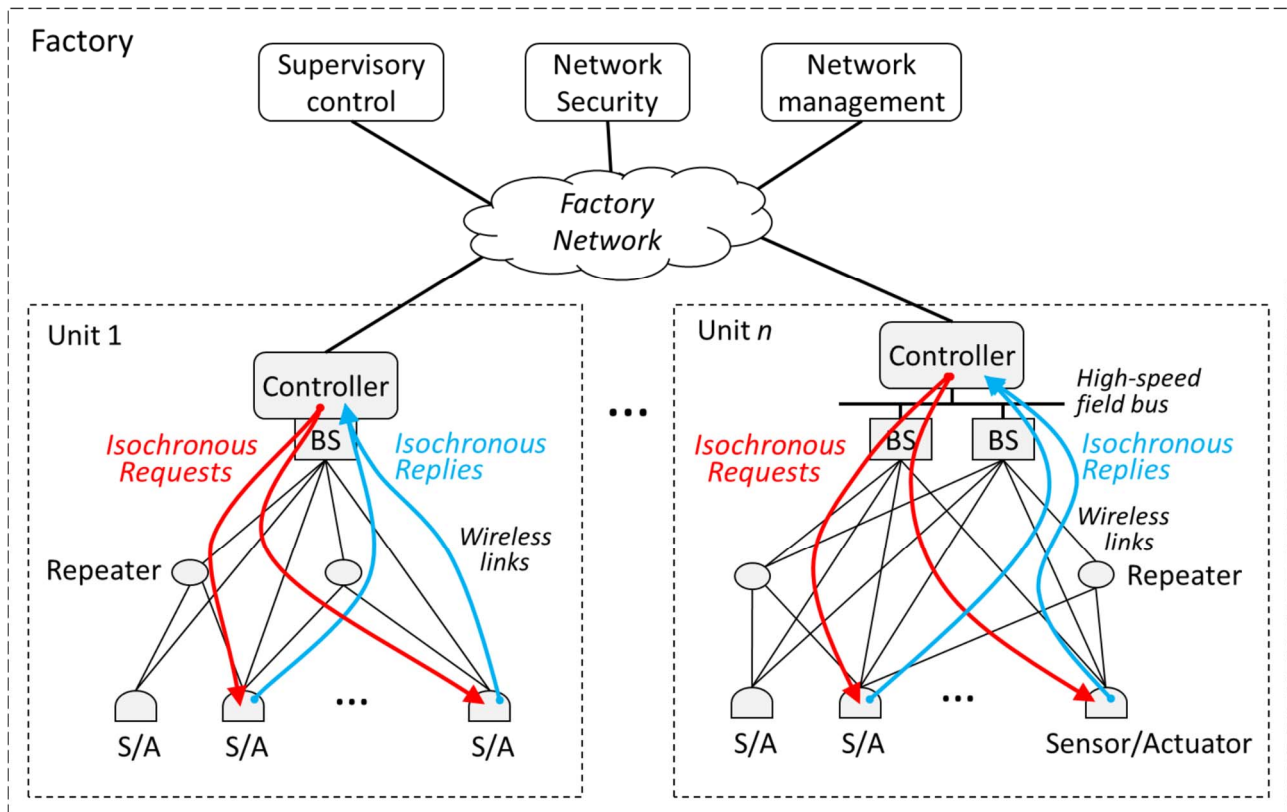 Factory
Supervisory
control
Network
Security
Network
management
Factory
Network
Unit 1
Controller
BS
Isochronous
Requests
Isochronous
Replies
Wireless
links
Repeater
...
S/A
S/A
S/A
...
Unit n
Controller
High-speed
field bus
BS
BS
Isochronous
Requests
Isochronous
Replies
Wireless
links
Repeater
...
S/A
S/A
Sensor/Actuator